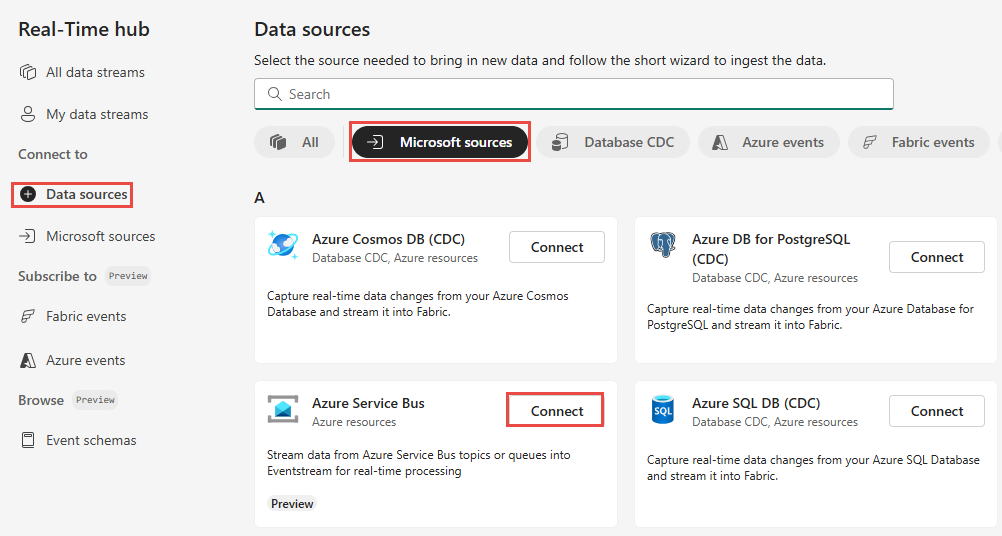 Real-Time hub
All data streams
My data streams
Connect to
Data sources
Microsoft sources
Subscribe to Preview
Fabric events
Azure events
Browse Preview
Event schemas
Data sources
Select the source needed to bring in new data and follow the short wizard to ingest the data.
Search
All Microsoft sources Database CDC Azure events Fabric events
A
Azure Cosmos DB (CDC)
Database CDC, Azure resources
Connect
Capture real-time data changes from your Azure Cosmos
Database and stream it into Fabric.
Azure DB for PostgreSQL
(CDC)
Database CDC, Azure resources
Connect
Capture real-time data changes from your Azure Database for
PostgreSQL and stream it into Fabric.
Azure Service Bus
Azure resources
Connect
Stream data from Azure Service Bus topics or queues into
Eventstream for real-time processing
Preview
SQL
Azure SQL DB (CDC)
Database CDC, Azure resources
Connect
Capture real-time data changes from your Azure SQL Database
and stream it into Fabric.